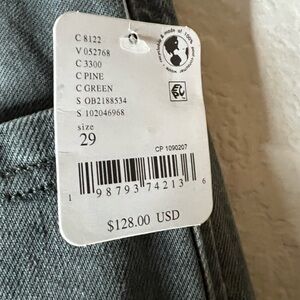 C 8122
V 052768
C 3300
C PINE
C GREEN
S OB2188534
S 102046968
size
29
CP 1090207
1 98793 74213 6
$128.00 USD